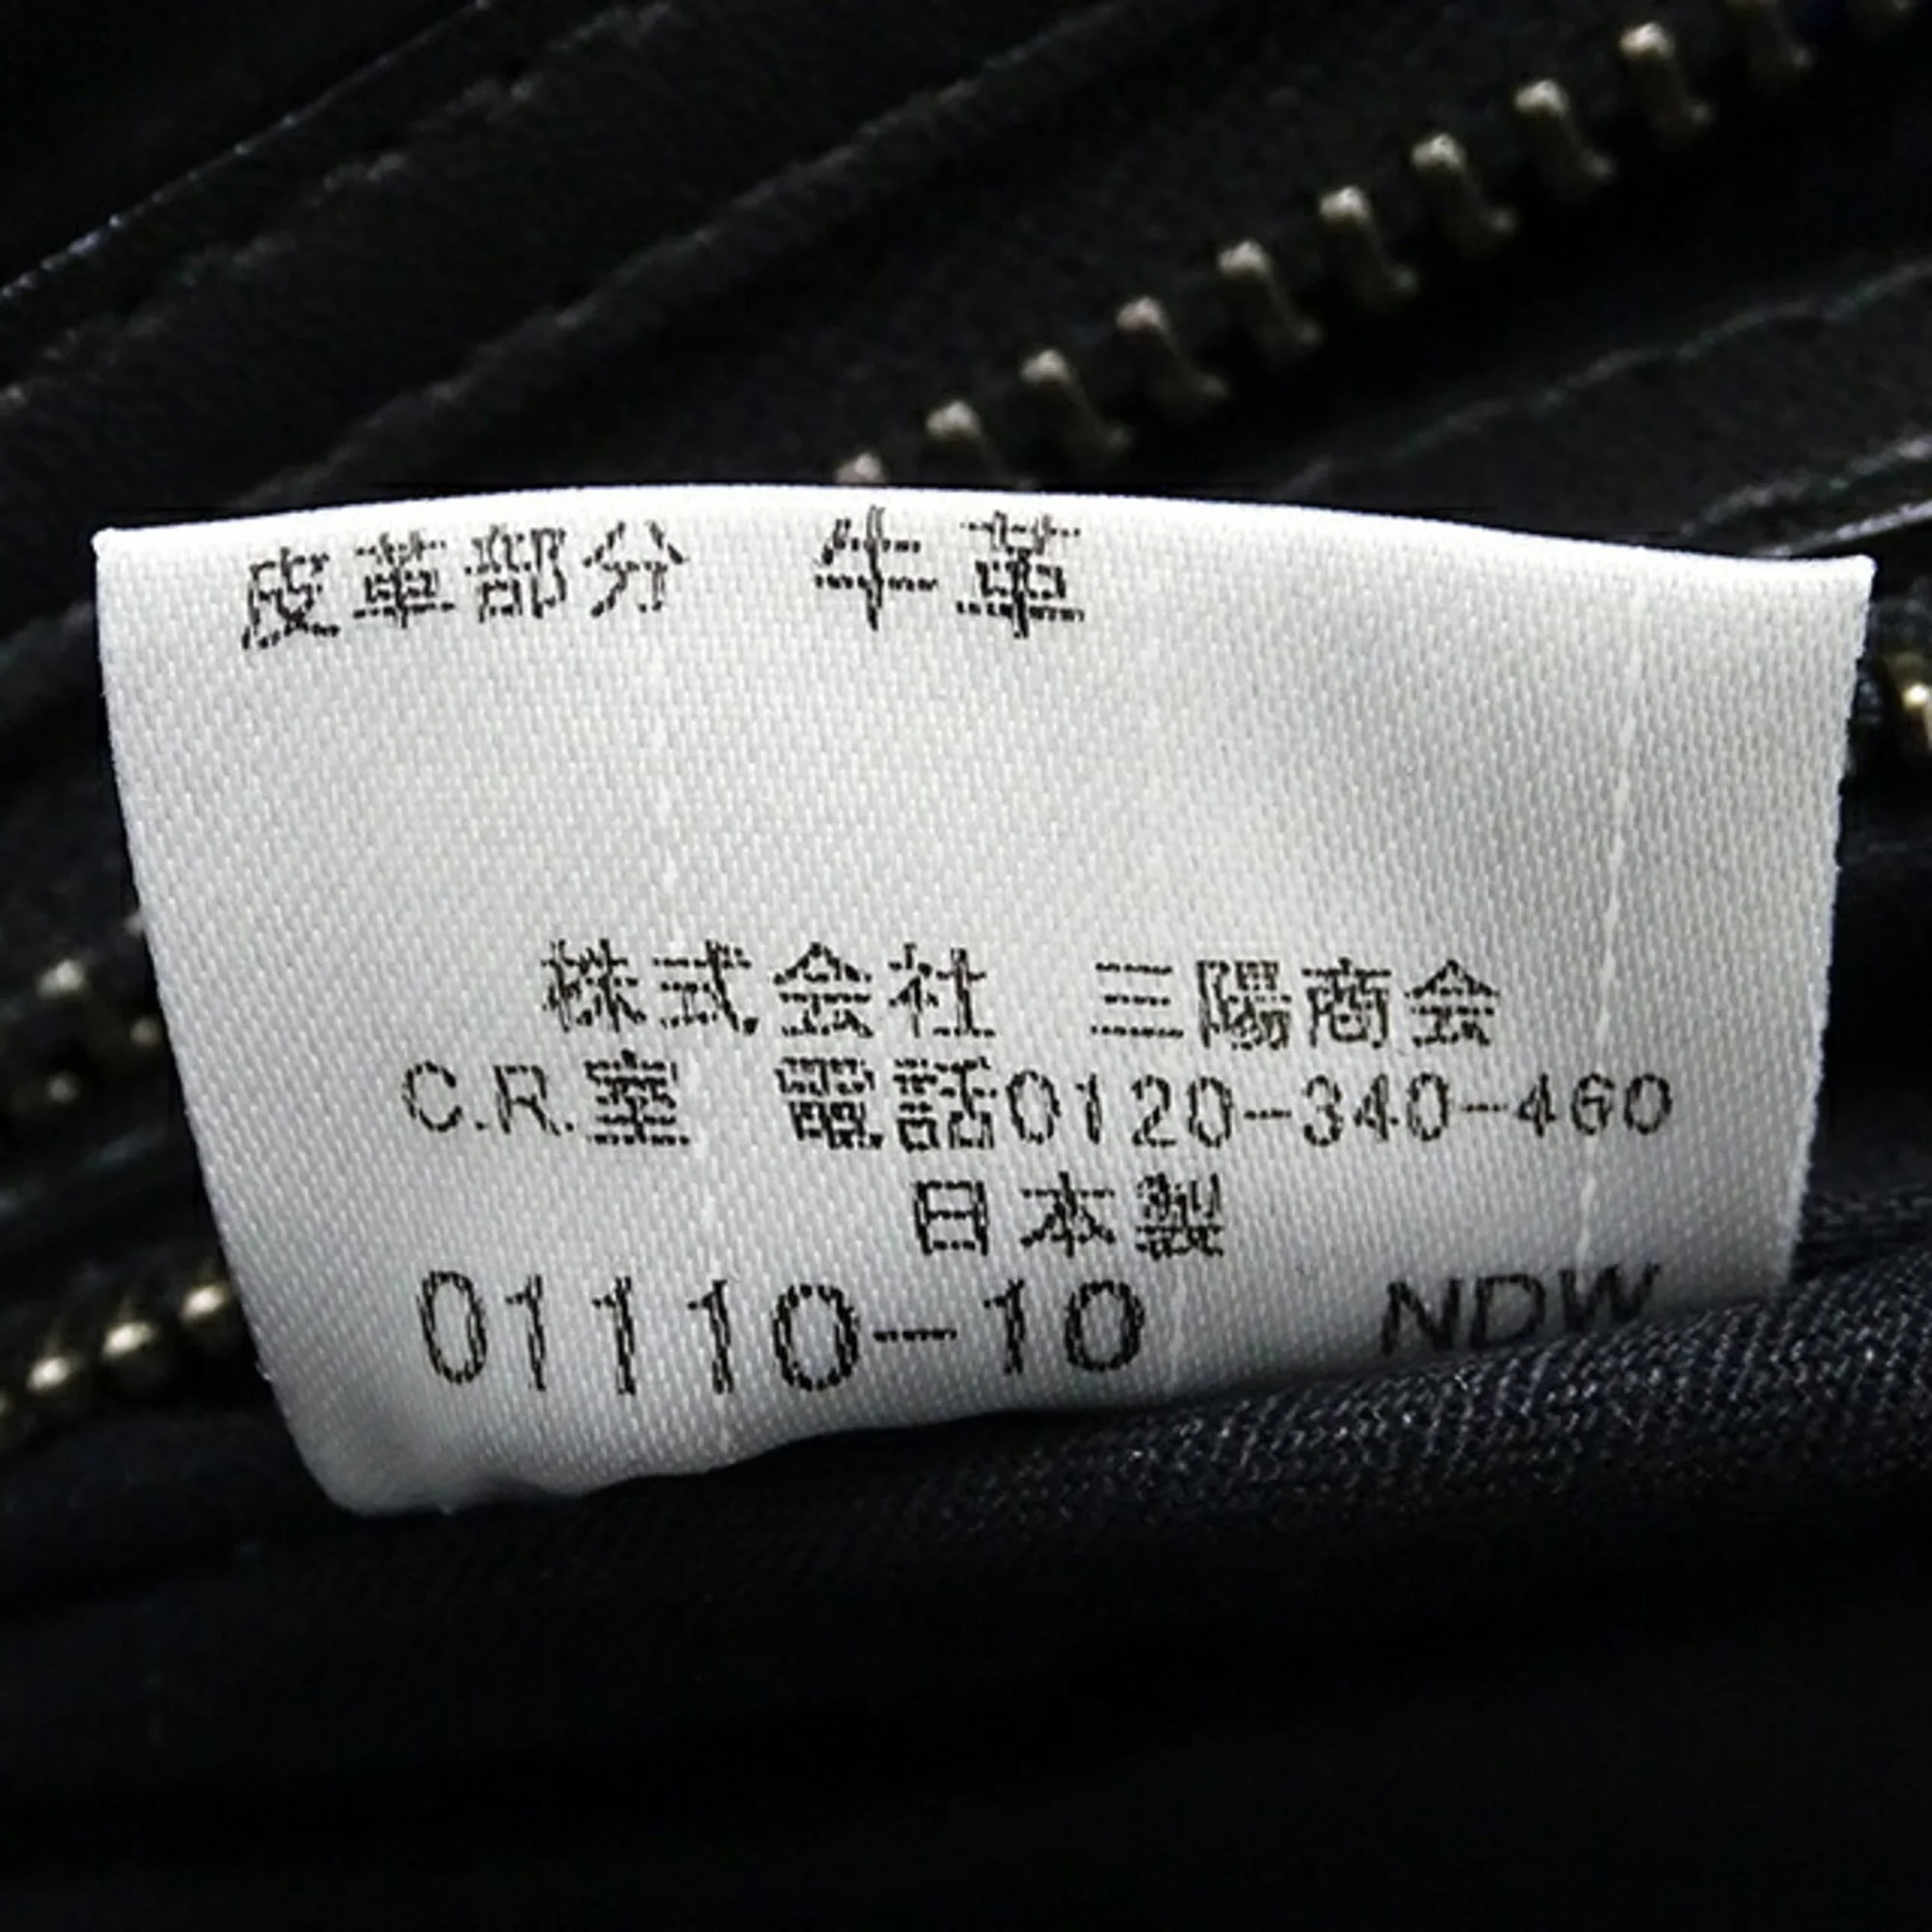 皮革部分　牛革
株式会社　三陽商会
C.R.室　電話0120-340-460
日本製
01110-10　NDW